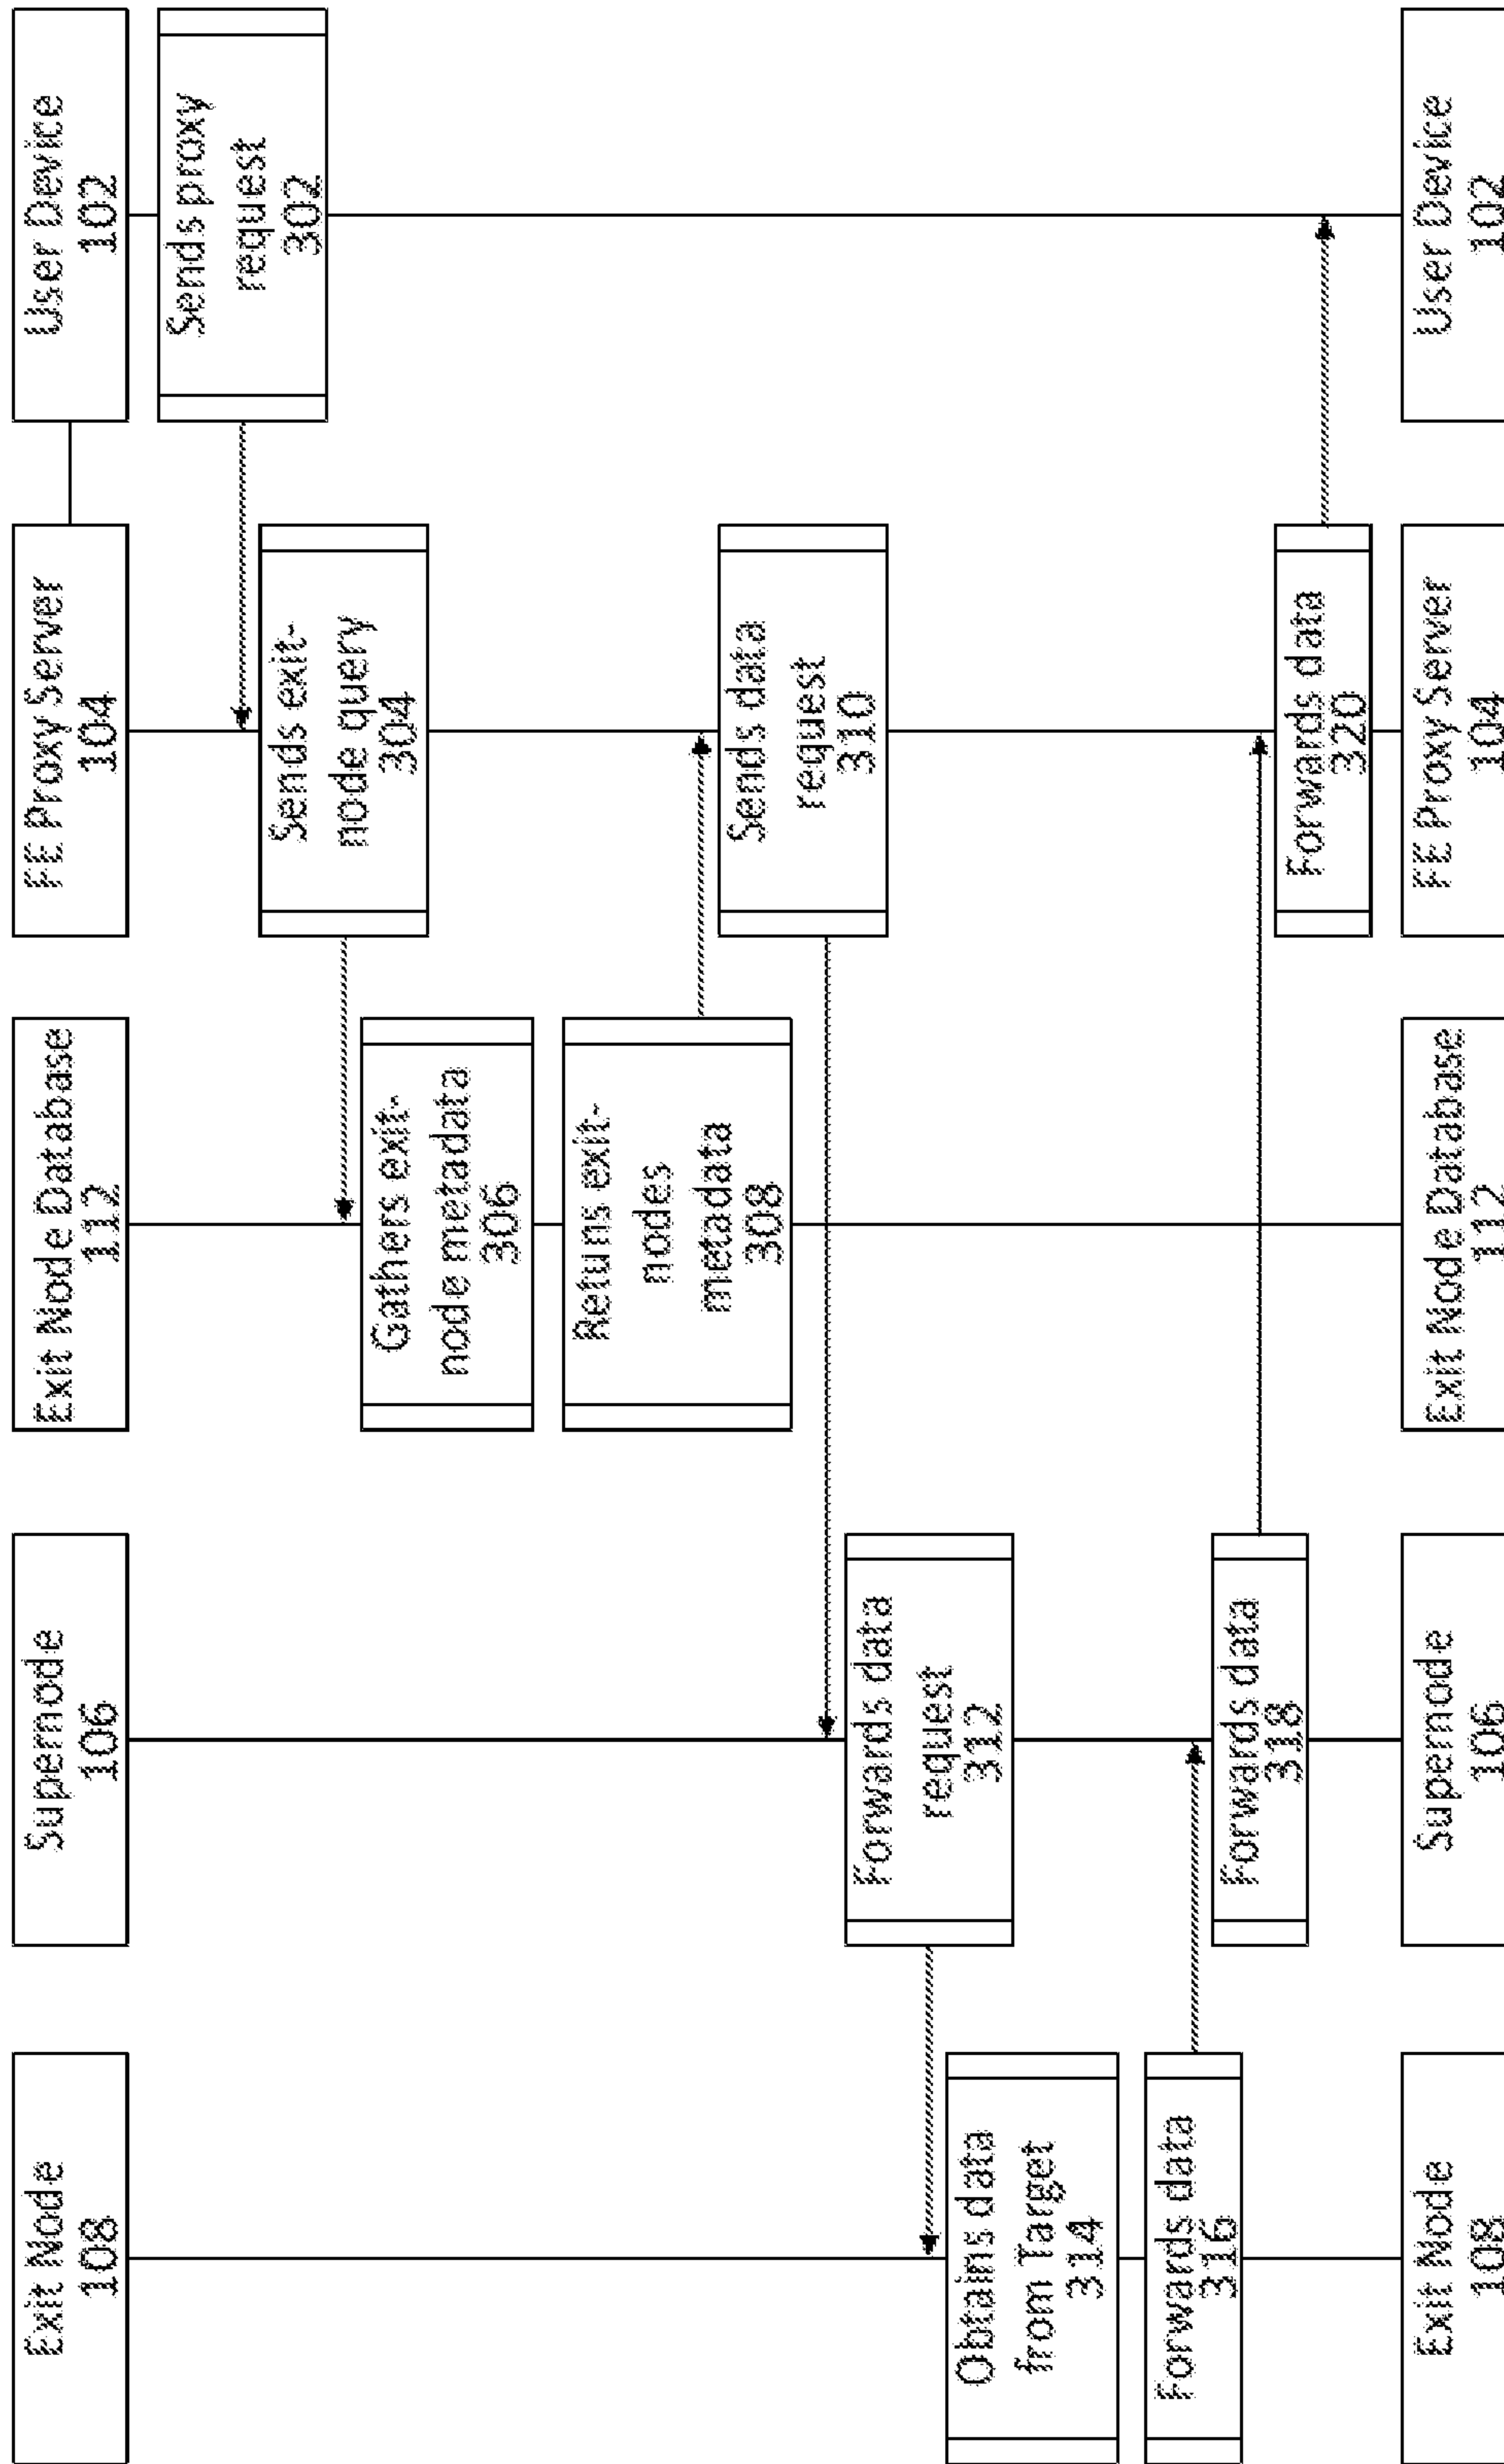 Exit Node
108
Supernode
106
Exit Node Database
112
FE Proxy Server
104
User Device
102
Sends proxy
request
302
Sends exit-
node query
304
Gathers exit-
node metadata
306
Retuns exit-
nodes
metadata
308
Sends data
request
310
Forwards data
request
312
Obtains data
from Target
314
Forwards data
316
Forwards data
318
Forwards data
320
Exit Node
108
Supernode
106
Exit Node Database
112
FE Proxy Server
104
User Device
102